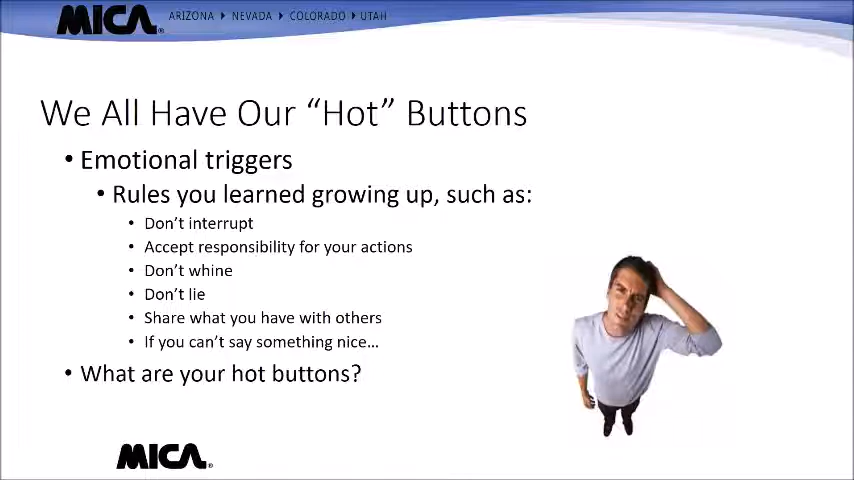 MICA® ARIZONA ▸ NEVADA ▸ COLORADO ▸ UTAH
We All Have Our “Hot” Buttons
• Emotional triggers
• Rules you learned growing up, such as:
• Don’t interrupt
• Accept responsibility for your actions
• Don’t whine
• Don’t lie
• Share what you have with others
• If you can’t say something nice…
• What are your hot buttons?
MICA®